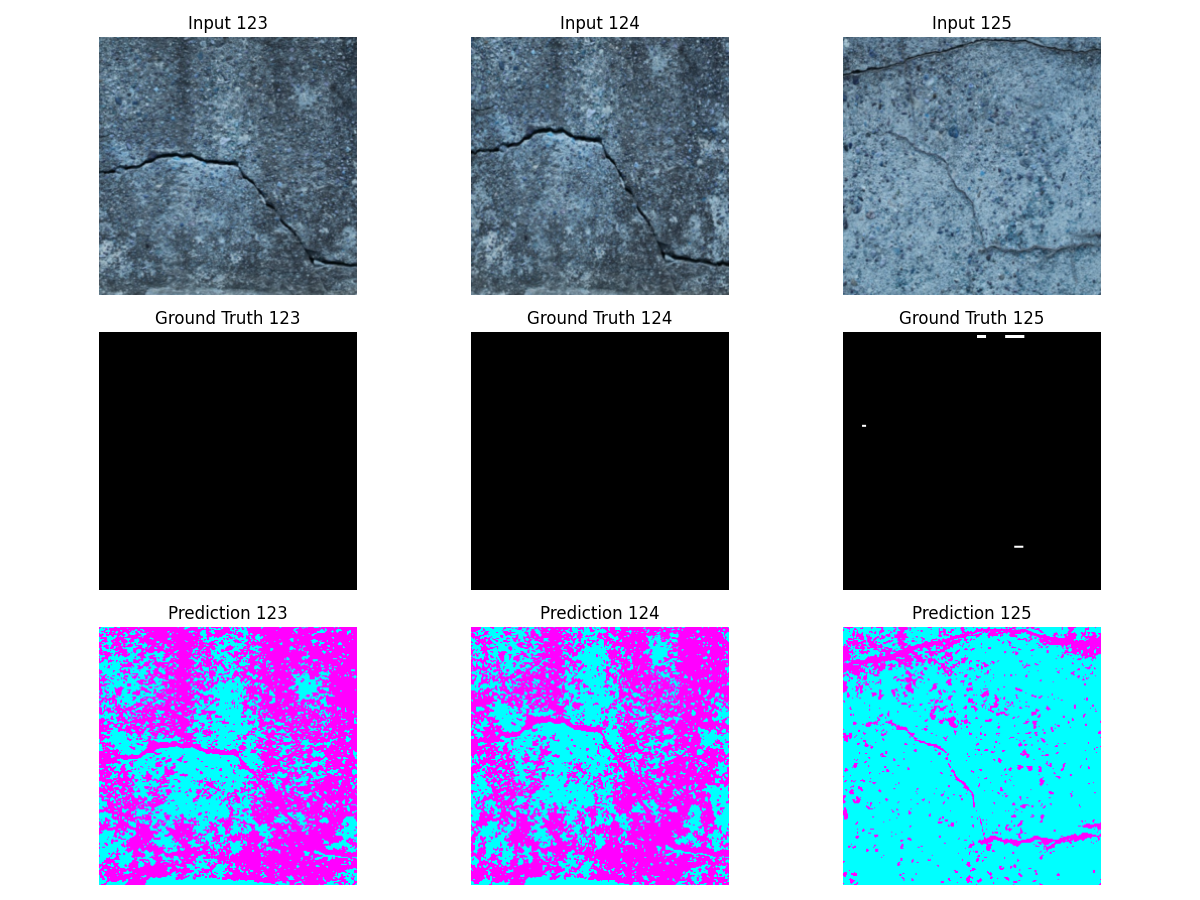 Input 123
Input 124
Input 125
Ground Truth 123
Ground Truth 124
Ground Truth 125
Prediction 123
Prediction 124
Prediction 125